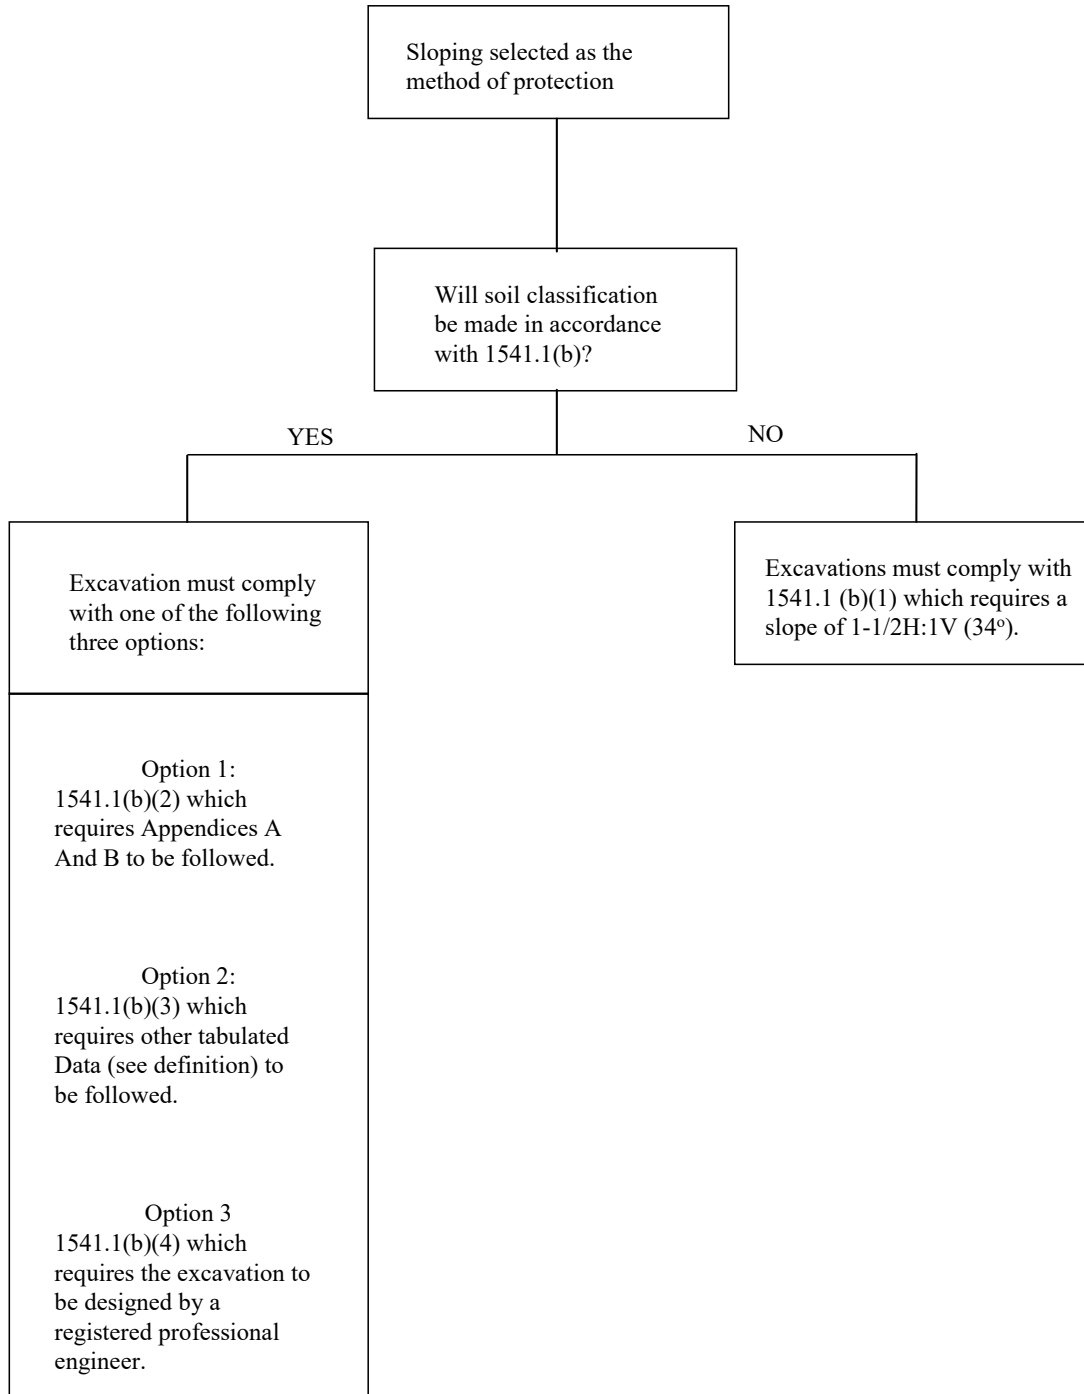 Sloping selected as the
method of protection
Will soil classification
be made in accordance
with 1541.1(b)?
YES
NO
Excavation must comply
with one of the following
three options:
Excavations must comply with
1541.1 (b)(1) which requires a
slope of 1-1/2H:1V (34º).
Option 1:
1541.1(b)(2) which
requires Appendices A
And B to be followed.
Option 2:
1541.1(b)(3) which
requires other tabulated
Data (see definition) to
be followed.
Option 3
1541.1(b)(4) which
requires the excavation to
be designed by a
registered professional
engineer.